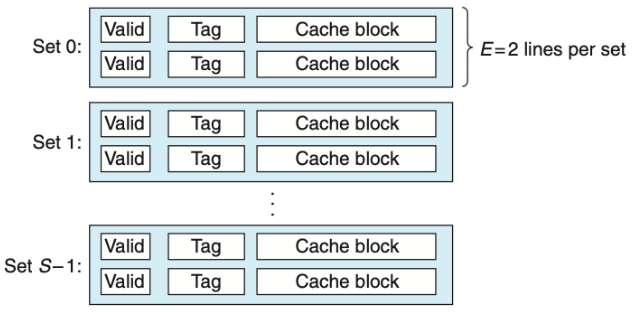 Set 0:
Valid Tag Cache block
Valid Tag Cache block
E=2 lines per set
Set 1:
Valid Tag Cache block
Valid Tag Cache block
Set S–1:
Valid Tag Cache block
Valid Tag Cache block